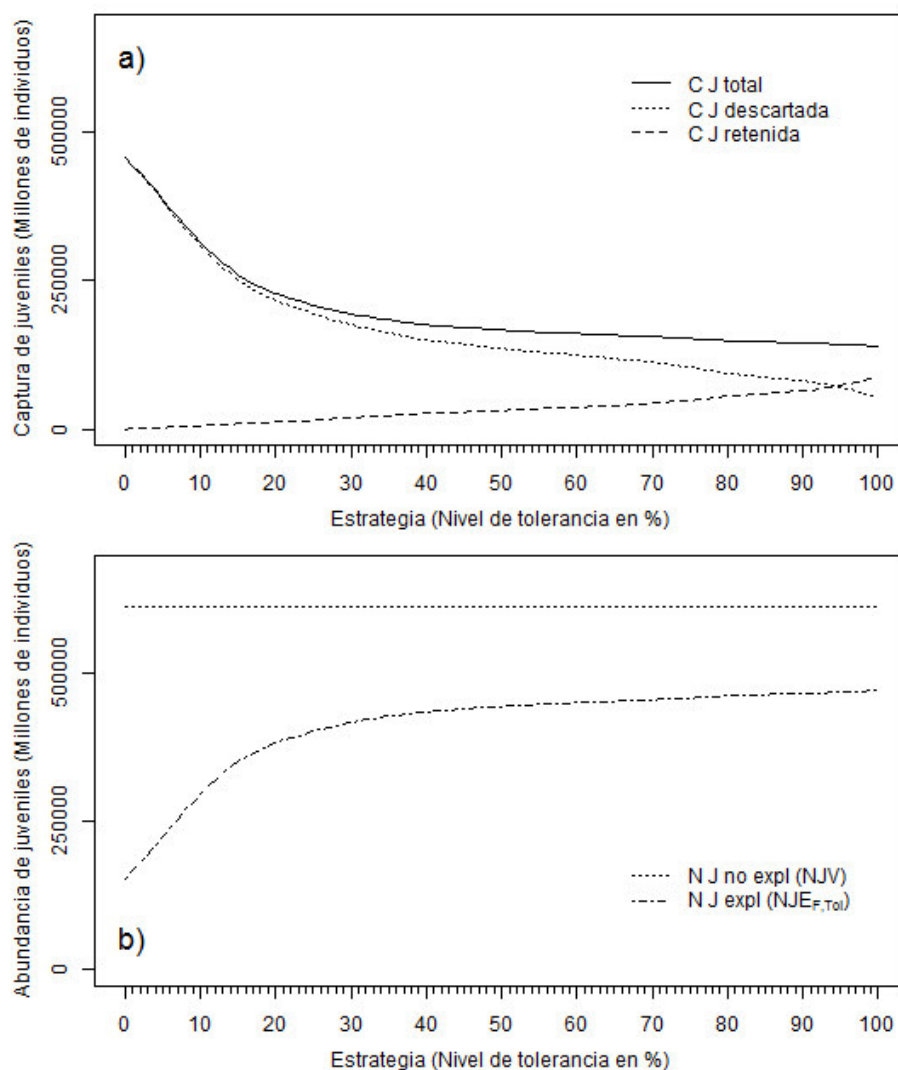 a)
C J total
C J descartada
C J retenida
Captura de juveniles (Millones de individuos)
500000
250000
0
0 10 20 30 40 50 60 70 80 90 100
Estrategia (Nivel de tolerancia en %)
Abundancia de juveniles (Millones de individuos)
500000
250000
0
N J no expl (NJV)
N J expl (NJE_F,Tol)
b)
0 10 20 30 40 50 60 70 80 90 100
Estrategia (Nivel de tolerancia en %)